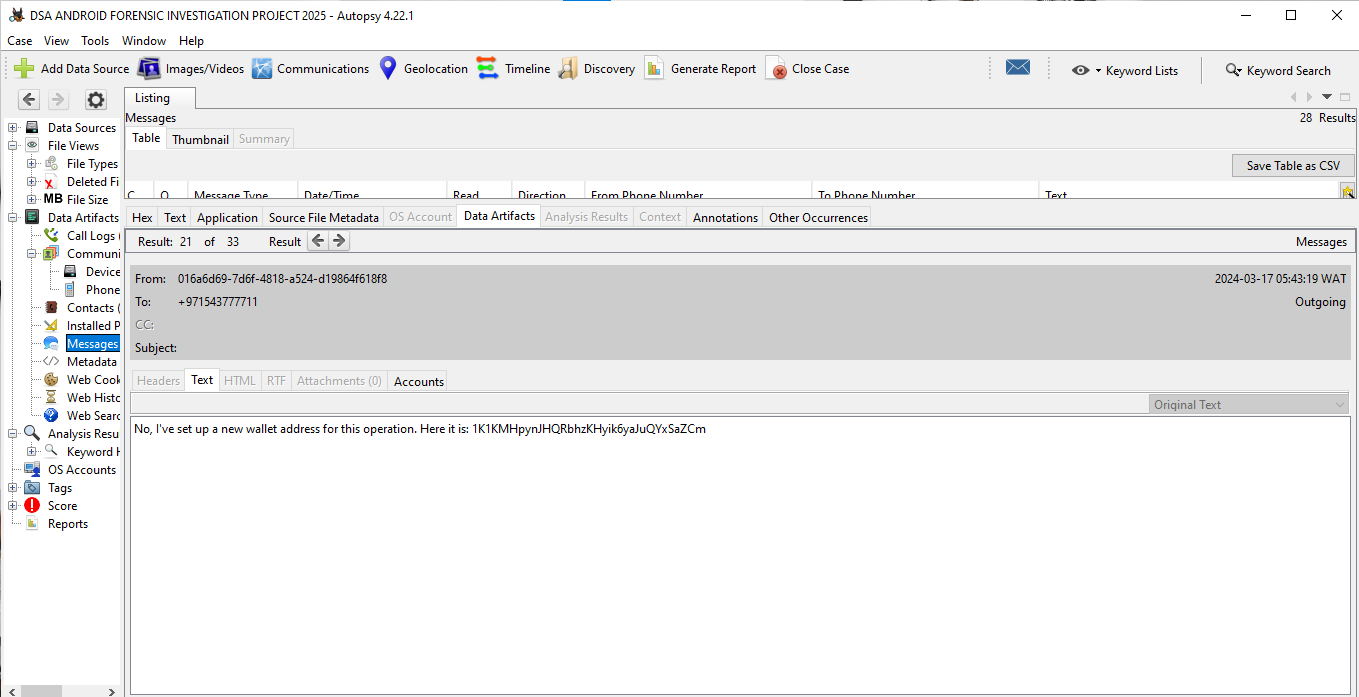 DSA ANDROID FORENSIC INVESTIGATION PROJECT 2025 - Autopsy 4.22.1
Case View Tools Window Help
Add Data Source Images/Videos Communications Geolocation Timeline Discovery Generate Report Close Case Keyword Lists Keyword Search
Listing
Messages 28 Results
Table Thumbnail Summary
Save Table as CSV
Message Type Date/Time Read Direction From Phone Number To Phone Number Text
Hex Text Application Source File Metadata OS Account Data Artifacts Analysis Results Context Annotations Other Occurrences
Result: 21 of 33 Result Messages
From: 016a6d69-7d6f-4818-a524-d19864f618f8 2024-03-17 05:43:19 WAT
To: +971543777711 Outgoing
CC:
Subject:
Headers Text HTML RTF Attachments (0) Accounts
Original Text
No, I've set up a new wallet address for this operation. Here it is: 1K1KMHpynJHQRbhzKHyik6yaJuQYxSaZCm
Data Sources
File Views
File Types
Deleted Fi
MB File Size
Data Artifacts
Call Logs (
Communi
Device
Phone
Contacts (
Installed P
Messages
Metadata
Web Cook
Web Histo
Web Searc
Analysis Resu
Keyword H
OS Accounts
Tags
Score
Reports